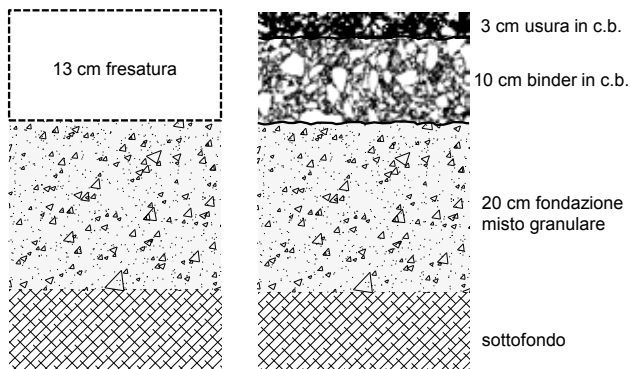 13 cm fresatura
3 cm usura in c.b.
10 cm binder in c.b.
20 cm fondazione
misto granulare
sottofondo